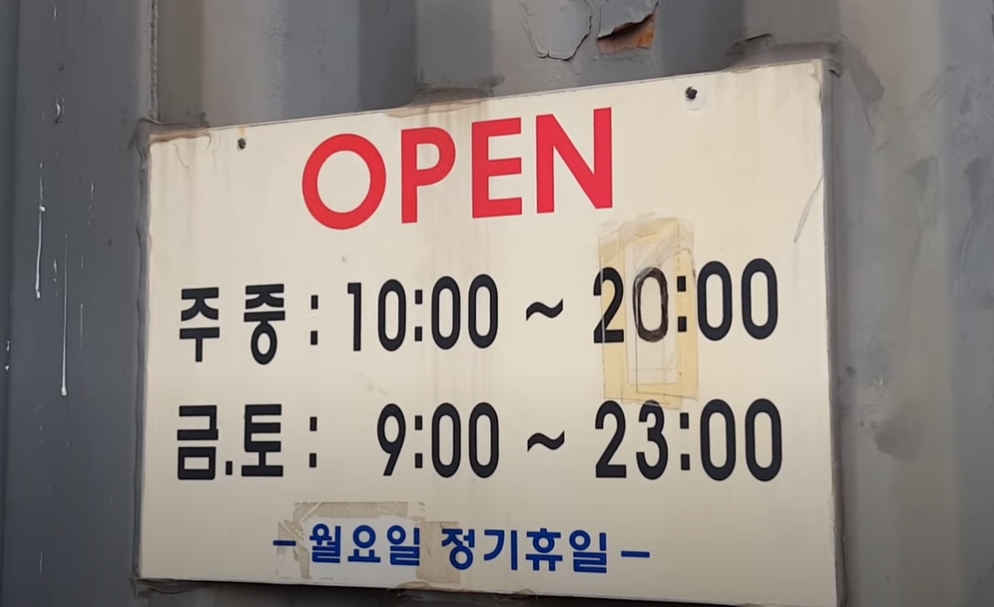 OPEN
주중 : 10:00 ~ 20:00
금.토 : 9:00 ~ 23:00
- 월요일 정기휴일 -